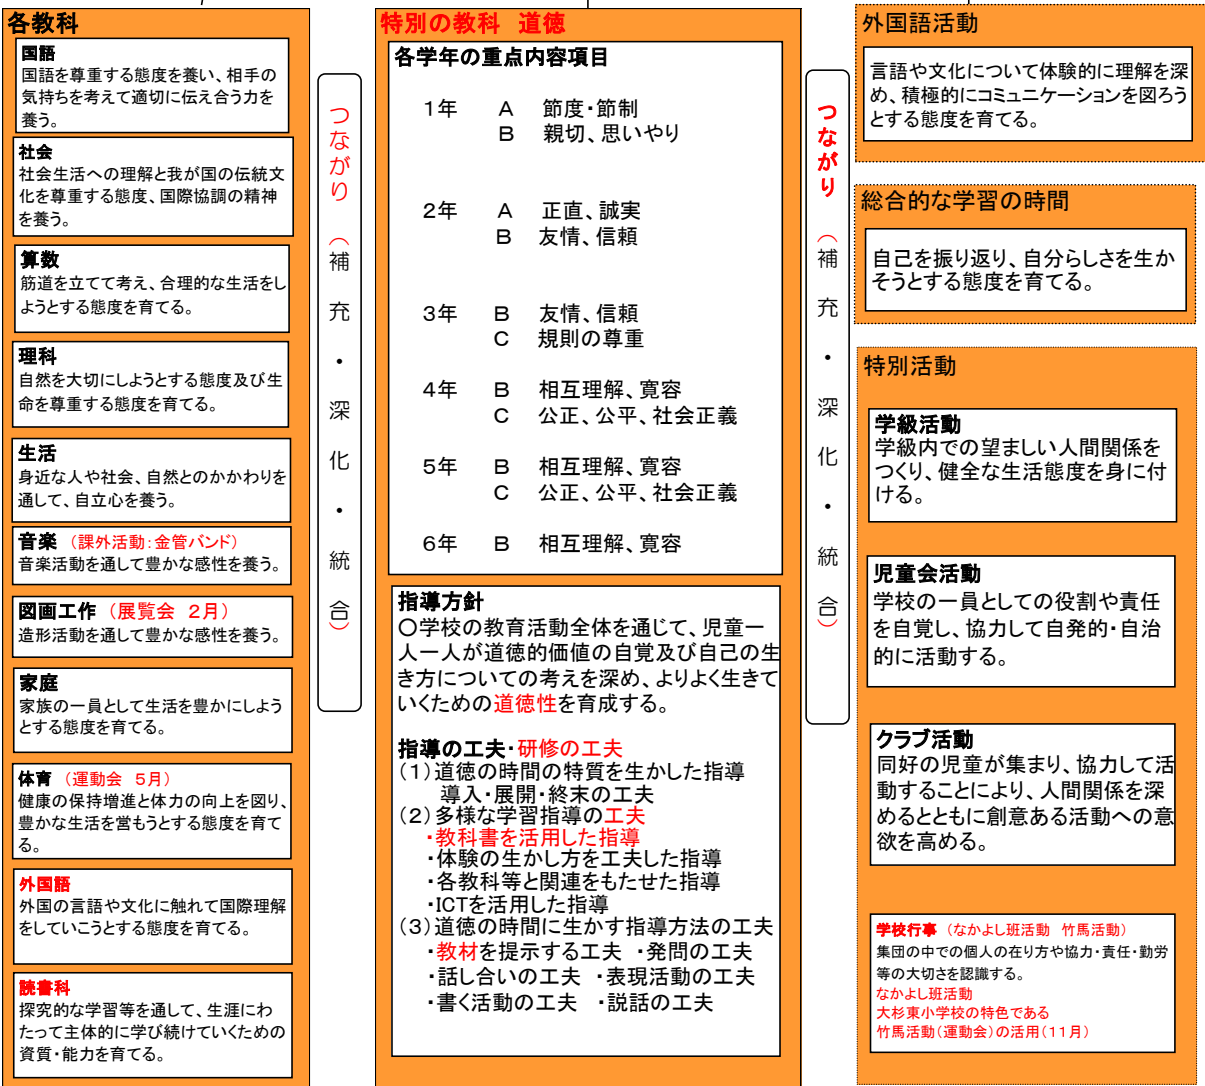 各教科
国語
国語を尊重する態度を養い、相手の
気持ちを考えて適切に伝え合う力を
養う。
社会
社会生活への理解と我が国の伝統文
化を尊重する態度、国際協調の精神
を養う。
算数
筋道を立てて考え、合理的な生活をし
ようとする態度を育てる。
理科
自然を大切にしようとする態度及び生
命を尊重する態度を育てる。
生活
身近な人や社会、自然とのかかわりを
通して、自立心を養う。
音楽 （課外活動：金管バンド）
音楽活動を通して豊かな感性を養う。
図画工作 （展覧会 ２月）
造形活動を通して豊かな感性を養う。
家庭
家族の一員として生活を豊かにしよう
とする態度を育てる。
体育 （運動会 ５月）
健康の保持増進と体力の向上を図り、
豊かな生活を営もうとする態度を育て
る。
外国語
外国の言語や文化に触れて国際理解
をしていこうとする態度を育てる。
読書科
探究的な学習等を通して、生涯にわ
たって主体的に学び続けていくための
資質・能力を育てる。
つながり（補充・深化・統合）
特別の教科 道徳
各学年の重点内容項目
１年 Ａ 節度・節制
Ｂ 親切、思いやり
２年 Ａ 正直、誠実
Ｂ 友情、信頼
３年 Ｂ 友情、信頼
Ｃ 規則の尊重
４年 Ｂ 相互理解、寛容
Ｃ 公正、公平、社会正義
５年 Ｂ 相互理解、寛容
Ｃ 公正、公平、社会正義
６年 Ｂ 相互理解、寛容
指導方針
○学校の教育活動全体を通じて、児童一
人一人が道徳的価値の自覚及び自己の生
き方についての考えを深め、よりよく生きて
いくための道徳性を育成する。
指導の工夫・研修の工夫
（１）道徳の時間の特質を生かした指導
導入・展開・終末の工夫
（２）多様な学習指導の工夫
・教科書を活用した指導
・体験の生かし方を工夫した指導
・各教科等と関連をもたせた指導
・ICTを活用した指導
（３）道徳の時間に生かす指導方法の工夫
・教材を提示する工夫 ・発問の工夫
・話し合いの工夫 ・表現活動の工夫
・書く活動の工夫 ・説話の工夫
つながり（補充・深化・統合）
外国語活動
言語や文化について体験的に理解を深
め、積極的にコミュニケーションを図ろう
とする態度を育てる。
総合的な学習の時間
自己を振り返り、自分らしさを生か
そうとする態度を育てる。
特別活動
学級活動
学級内での望ましい人間関係を
つくり、健全な生活態度を身に付
ける。
児童会活動
学校の一員としての役割や責任
を自覚し、協力して自発的・自治
的に活動する。
クラブ活動
同好の児童が集まり、協力して活
動することにより、人間関係を深
めるとともに創意ある活動への意
欲を高める。
学校行事 （なかよし班活動 竹馬活動）
集団の中での個人の在り方や協力・責任・勤労
等の大切さを認識する。
なかよし班活動
大杉東小学校の特色である
竹馬活動（運動会）の活用（１１月）